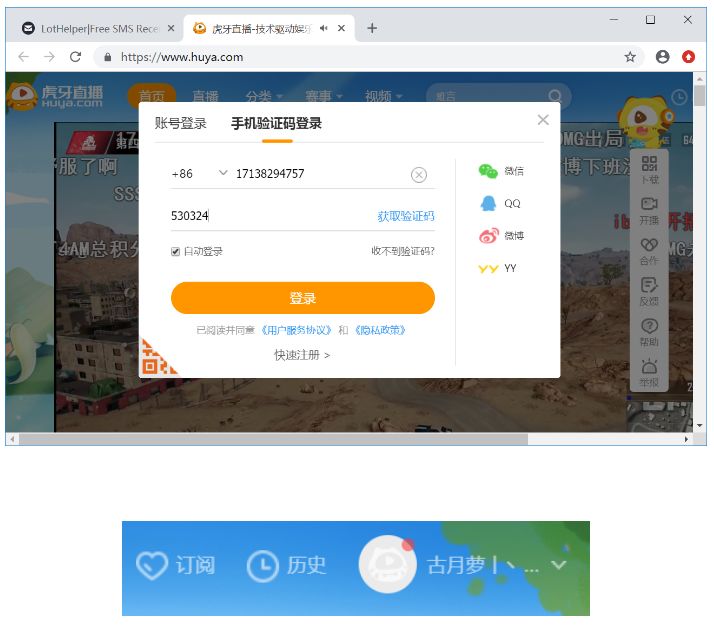 LotHelper|Free SMS Rece
虎牙直播-技术驱动娱乐
https://www.huya.com
虎牙直播
HUYA.COM
首页 直播 分类 赛事 视频
账号登录 手机验证码登录
+86 17138294757
微信
530324 获取验证码
QQ
自动登录 收不到验证码?
微博
YY
登录
已阅读并同意《用户服务协议》和《隐私政策》
快速注册 >
服了啊
SSS
4AM总积分
OMG出局
博下班
下载
开播
合作
反馈
帮助
举报
订阅 历史 古月萝丨丶...